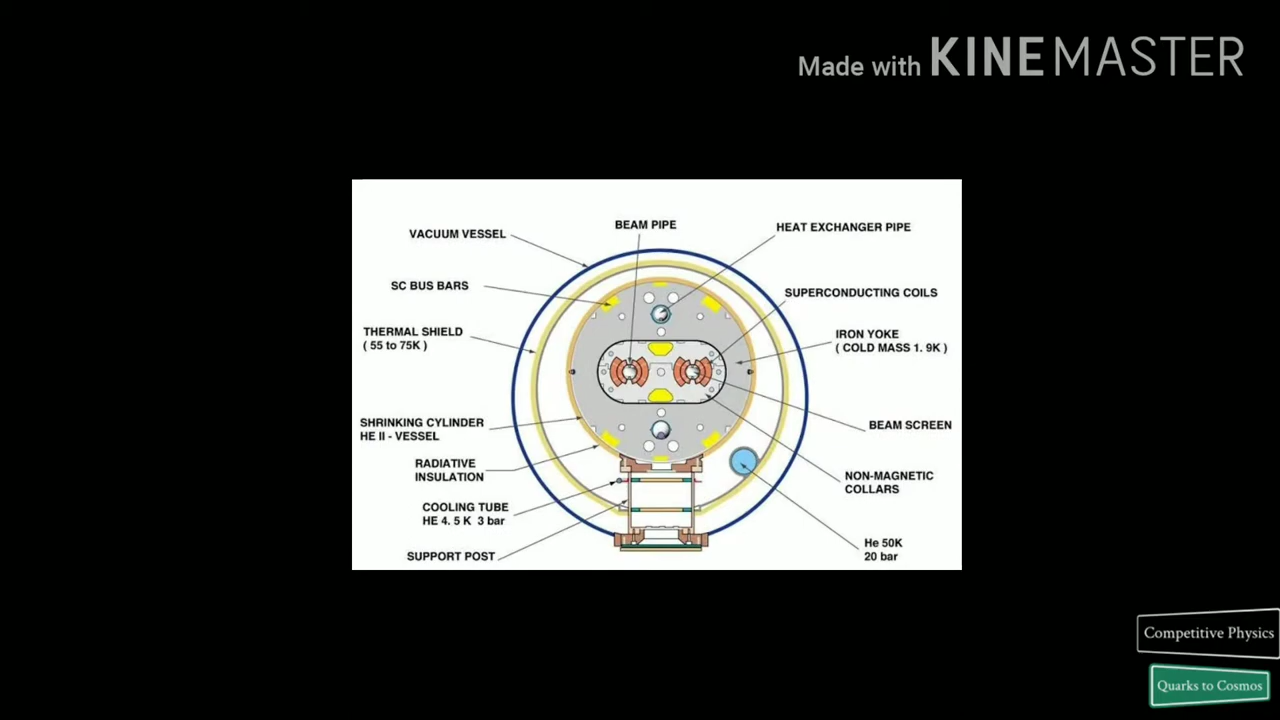 Made with KINEMASTER
BEAM PIPE
HEAT EXCHANGER PIPE
VACUUM VESSEL
SC BUS BARS
SUPERCONDUCTING COILS
THERMAL SHIELD
( 55 to 75K )
IRON YOKE
( COLD MASS 1. 9K )
SHRINKING CYLINDER
HE II - VESSEL
BEAM SCREEN
RADIATIVE
INSULATION
NON-MAGNETIC
COLLARS
COOLING TUBE
HE 4. 5 K 3 bar
He 50K
20 bar
SUPPORT POST
Competitive Physics
Quarks to Cosmos